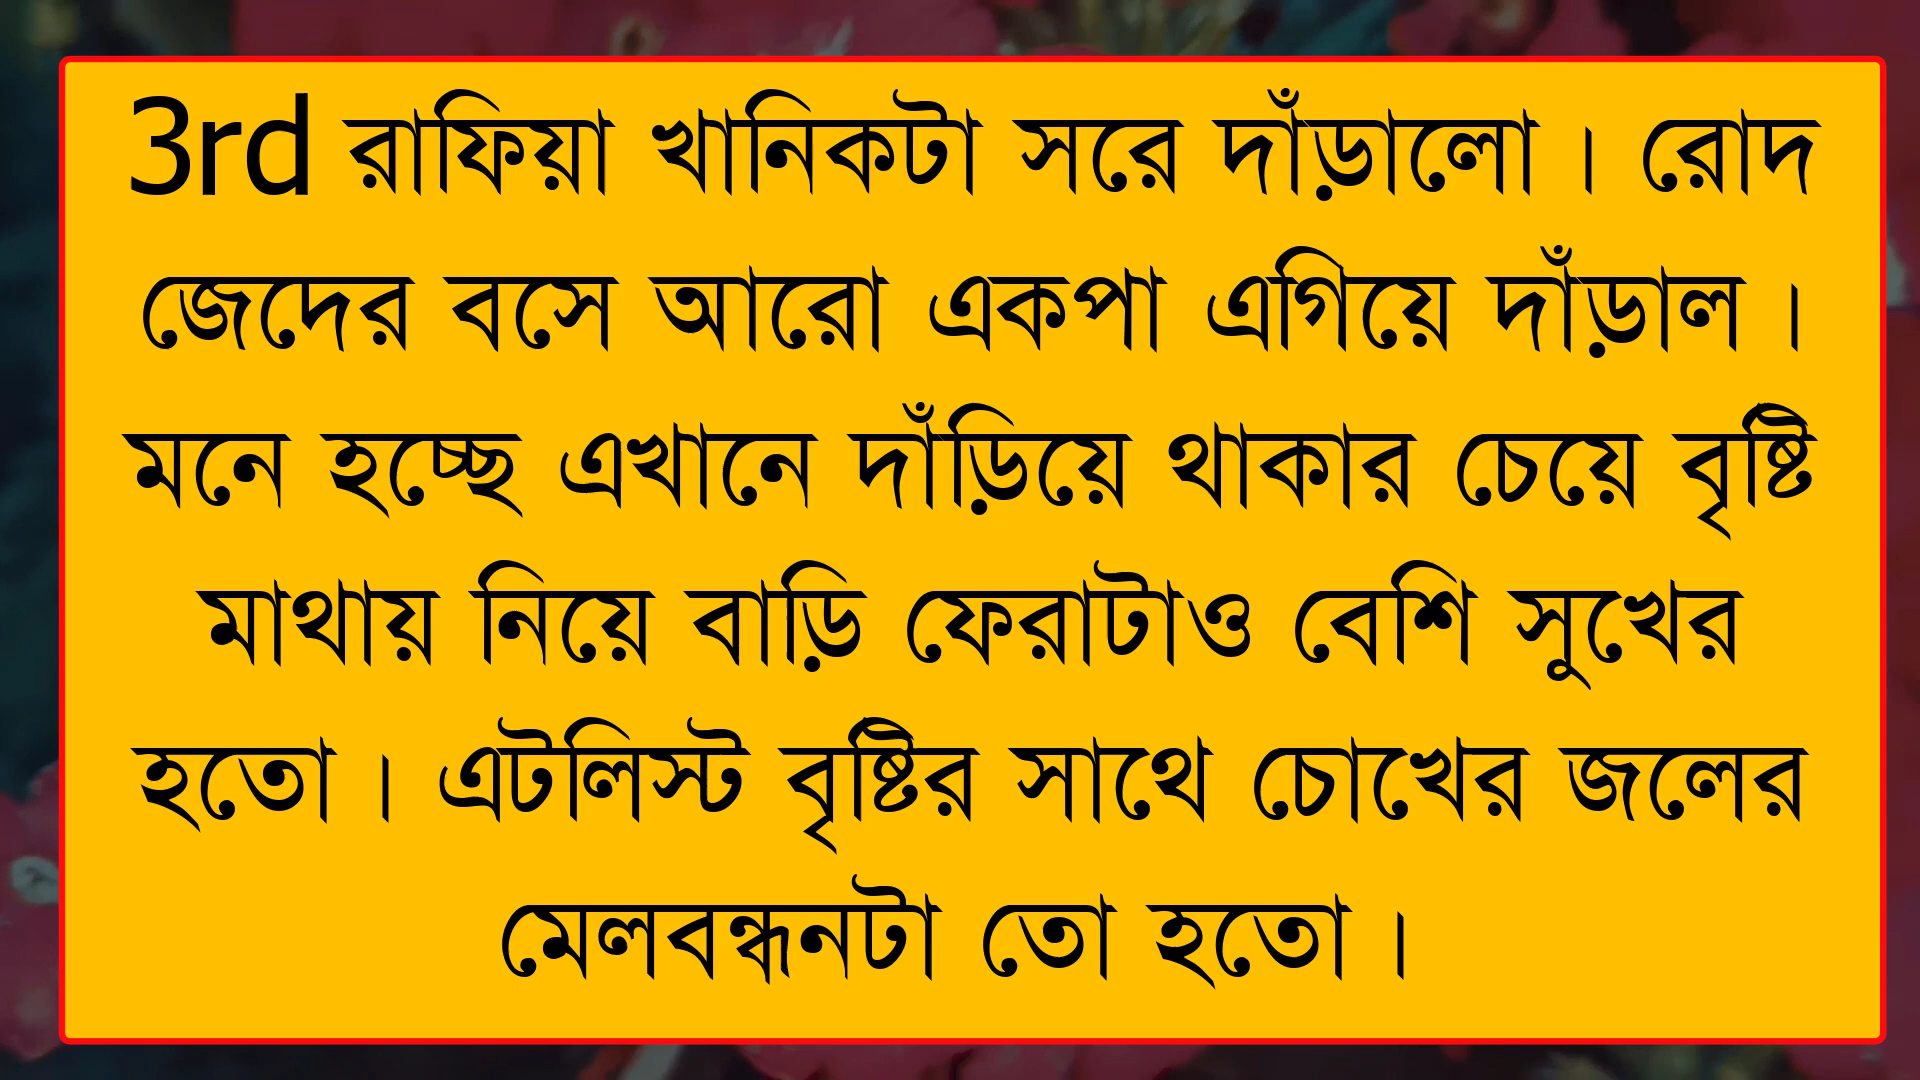 3rd রাফিয়া খানিকটা সরে দাঁড়ালো। রোদ
জেদের বসে আরো একপা এগিয়ে দাঁড়াল।
মনে হচ্ছে এখানে দাঁড়িয়ে থাকার চেয়ে বৃষ্টি
মাথায় নিয়ে বাড়ি ফেরাটাও বেশি সুখের
হতো। এটলিস্ট বৃষ্টির সাথে চোখের জলের
মেলবন্ধনটা তো হতো।